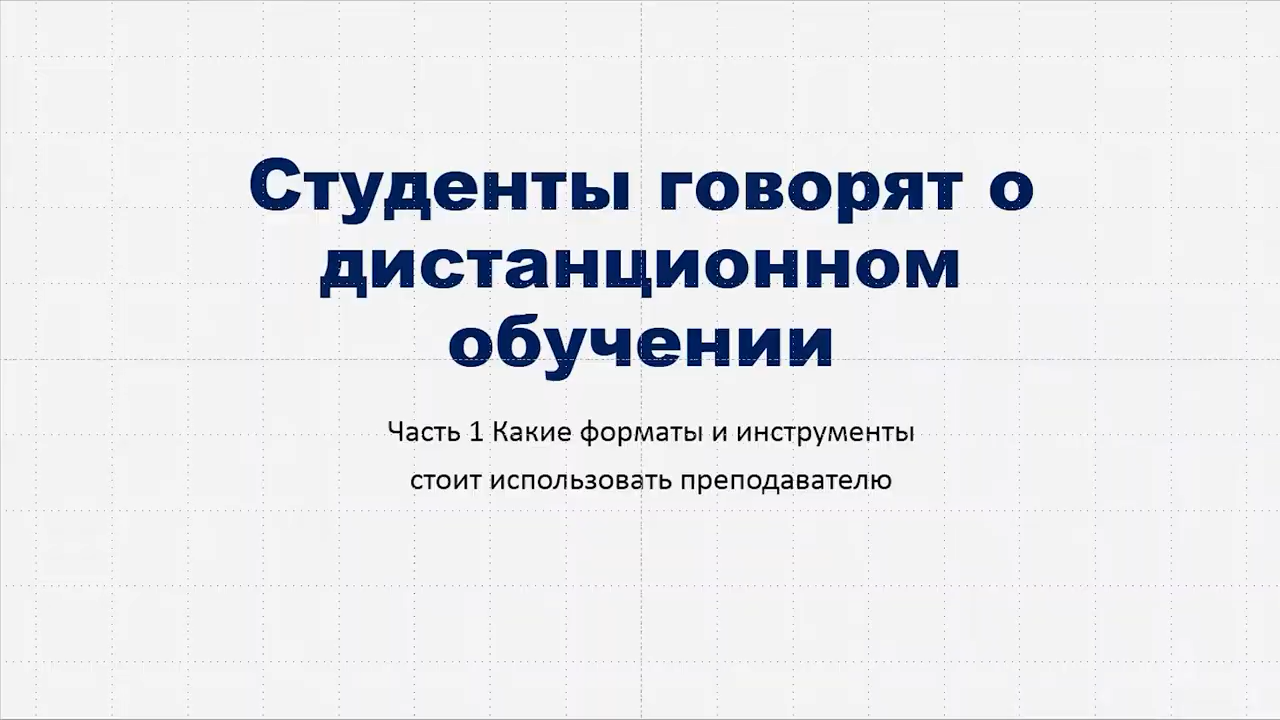 Студенты говорят о
дистанционном
обучении
Часть 1 Какие форматы и инструменты
стоит использовать преподавателю